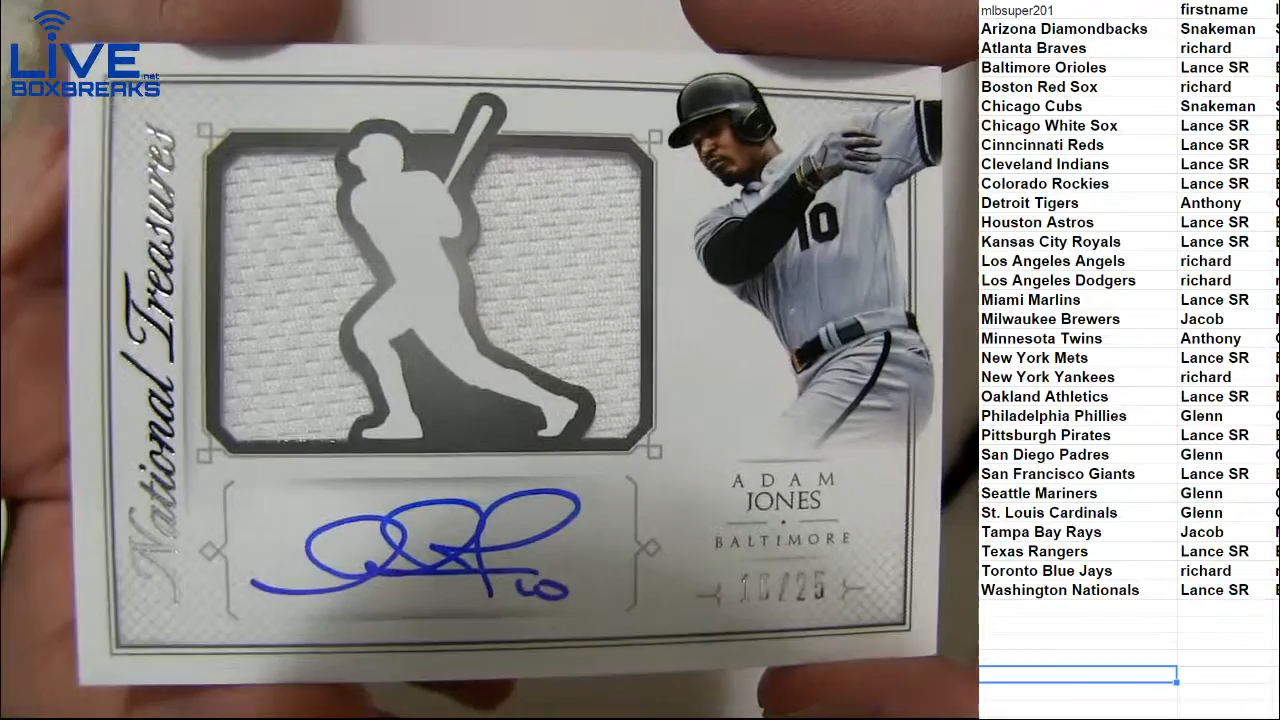 LIVE
.net
BOXBREAKS
National Treasures
10
ADAM
JONES
BALTIMORE
/25
mlbsuper201 firstname
Arizona Diamondbacks Snakeman
Atlanta Braves richard
Baltimore Orioles Lance SR
Boston Red Sox richard
Chicago Cubs Snakeman
Chicago White Sox Lance SR
Cinncinnati Reds Lance SR
Cleveland Indians Lance SR
Colorado Rockies Lance SR
Detroit Tigers Anthony
Houston Astros Lance SR
Kansas City Royals Lance SR
Los Angeles Angels richard
Los Angeles Dodgers richard
Miami Marlins Lance SR
Milwaukee Brewers Jacob
Minnesota Twins Anthony
New York Mets Lance SR
New York Yankees richard
Oakland Athletics Lance SR
Philadelphia Phillies Glenn
Pittsburgh Pirates Lance SR
San Diego Padres Glenn
San Francisco Giants Lance SR
Seattle Mariners Glenn
St. Louis Cardinals Glenn
Tampa Bay Rays Jacob
Texas Rangers Lance SR
Toronto Blue Jays richard
Washington Nationals Lance SR